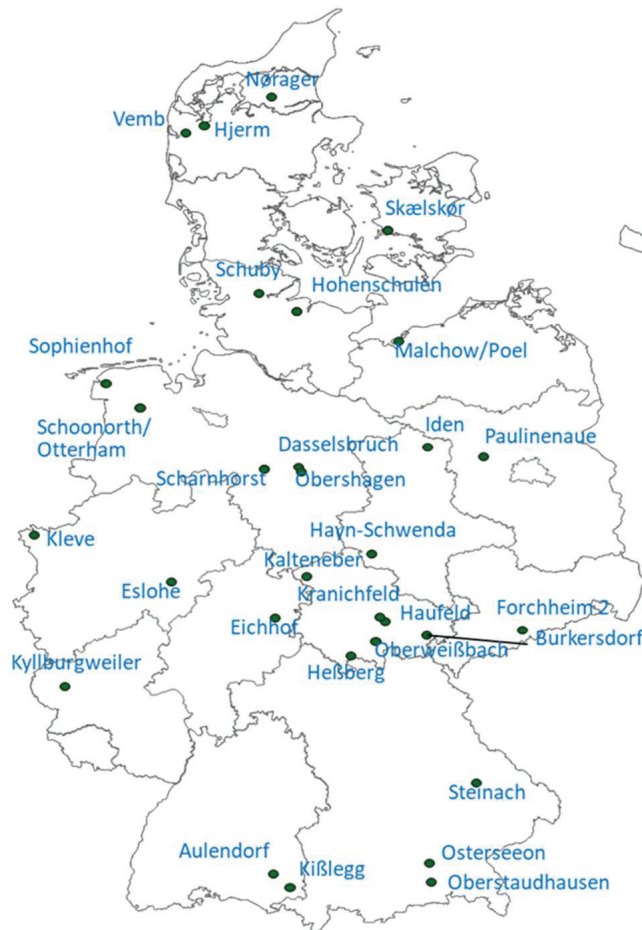 Nørager
Vemb
Hjerm
Skælskør
Schuby
Hohenschulen
Malchow/Poel
Sophienhof
Schoonorth/
Otterham
Iden
Dasselsbruch
Paulinenaue
Scharnhorst
Obershagen
Kleve
Hayn-Schwenda
Kalteneber
Eslohe
Kranichfeld
Haufeld
Forchheim 2
Eichhof
Burkersdorf
Oberweißbach
Kyllburgweiler
Heßberg
Steinach
Aulendorf
Osterseeon
Kißlegg
Oberstaudhausen